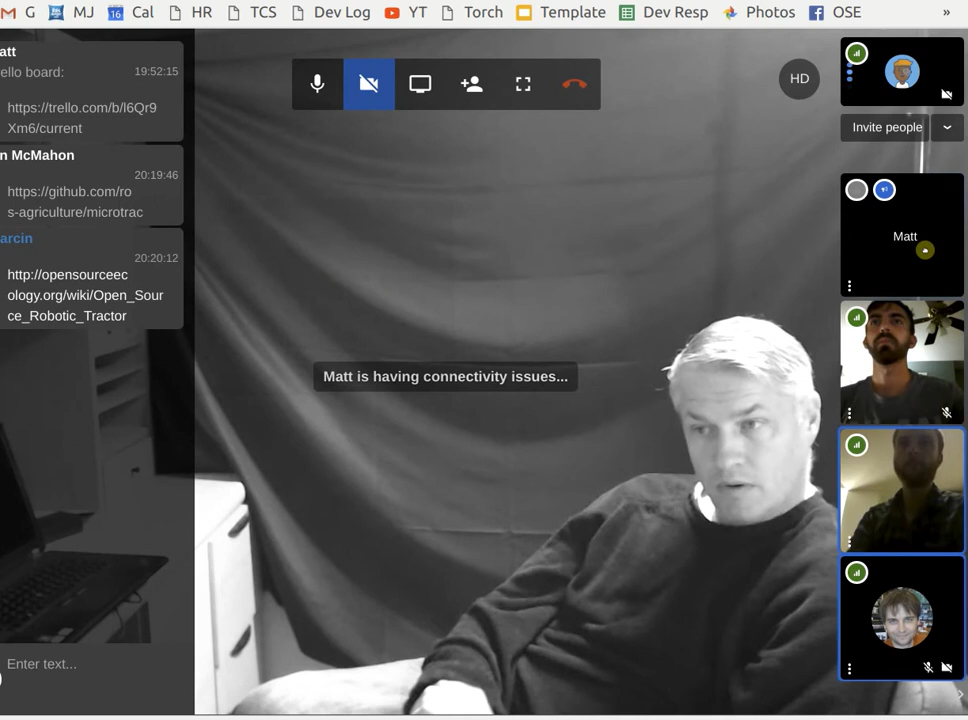 G MJ 16 Cal HR TCS Dev Log YT Torch Template Dev Resp Photos OSE »
att
ello board: 19:52:15
https://trello.com/b/l6Qr9
Xm6/current
n McMahon
20:19:46
https://github.com/ro
s-agriculture/microtrac
arcin
20:20:12
http://opensourceec
ology.org/wiki/Open_Sour
ce_Robotic_Tractor
Enter text...
HD
Matt is having connectivity issues...
Invite people
Matt